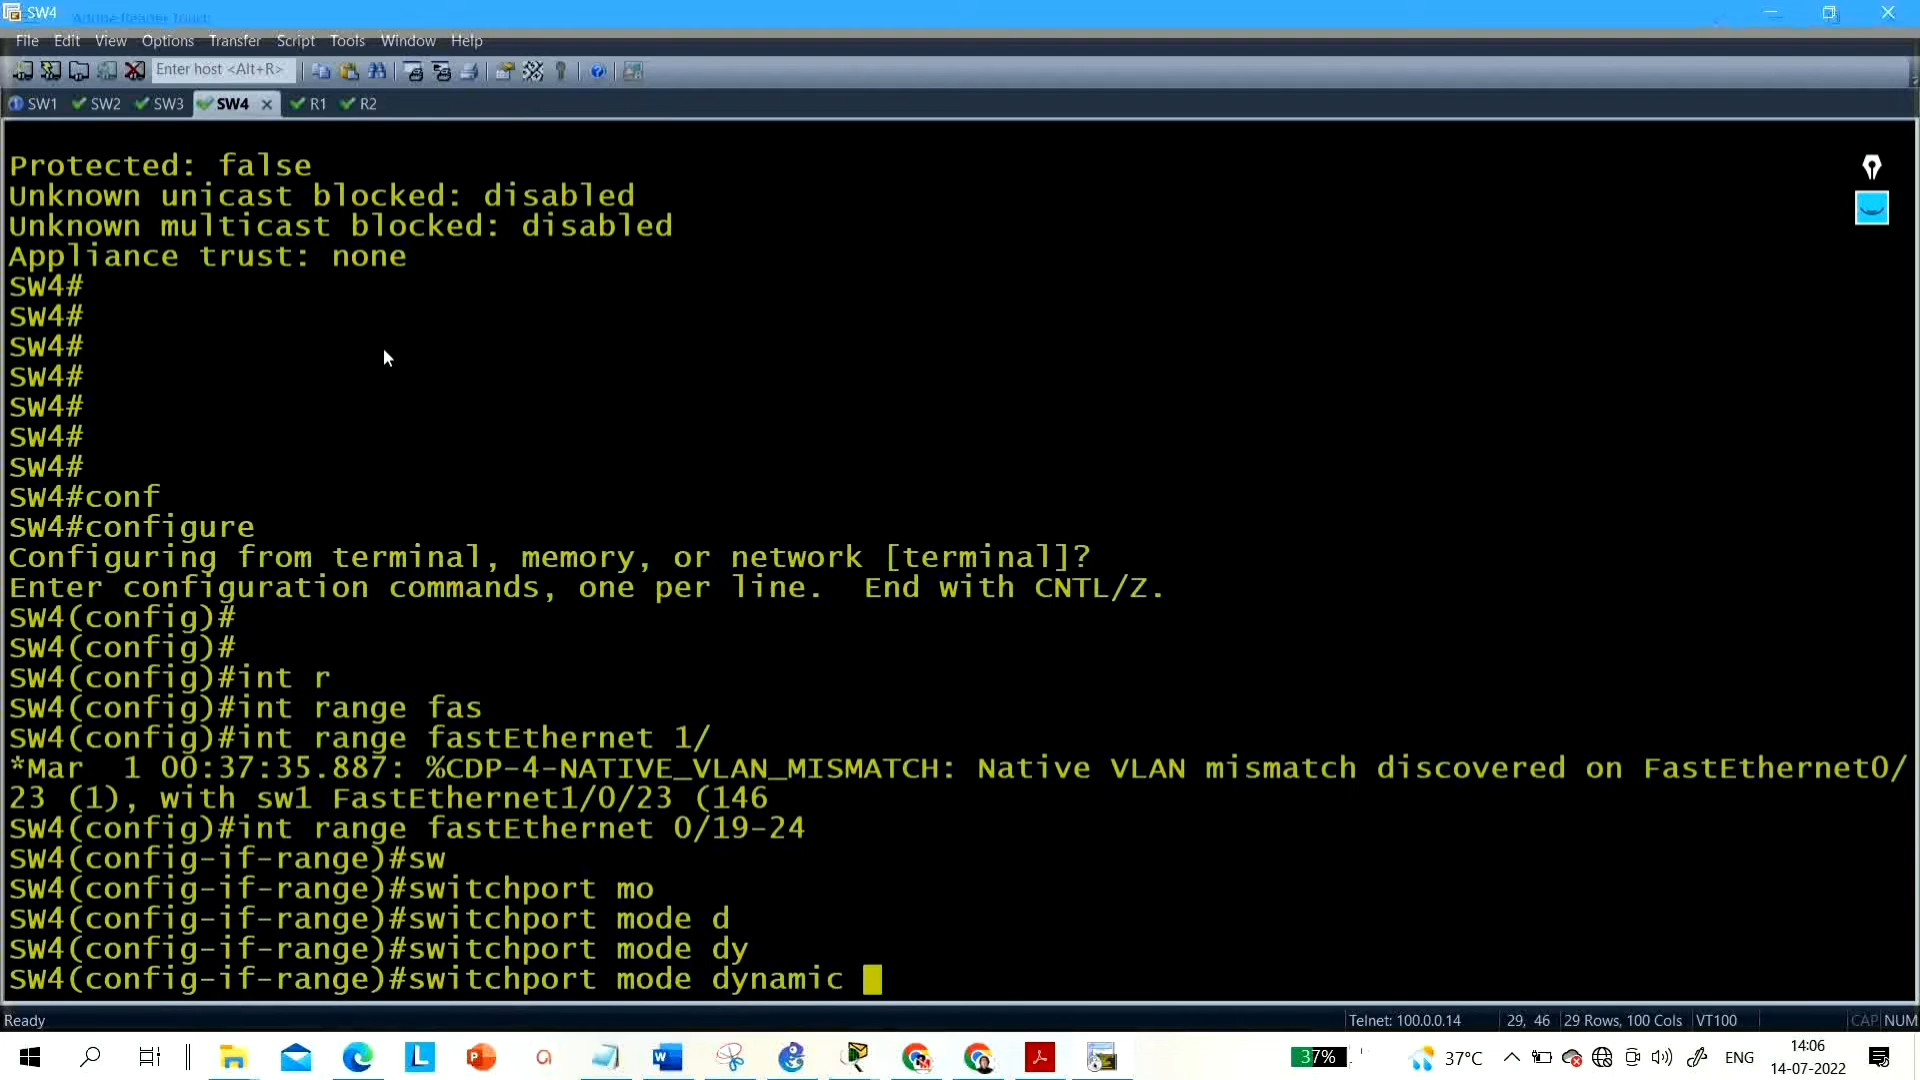 SW4
File Edit View Options Transfer Script Tools Window Help
Enter host <Alt+R>
SW1 SW2 SW3 SW4 R1 R2
Protected: false
Unknown unicast blocked: disabled
Unknown multicast blocked: disabled
Appliance trust: none
SW4#
SW4#
SW4#
SW4#
SW4#
SW4#
SW4#
SW4#conf
SW4#configure
Configuring from terminal, memory, or network [terminal]?
Enter configuration commands, one per line.  End with CNTL/Z.
SW4(config)#
SW4(config)#
SW4(config)#int r
SW4(config)#int range fas
SW4(config)#int range fastEthernet 1/
*Mar  1 00:37:35.887: %CDP-4-NATIVE_VLAN_MISMATCH: Native VLAN mismatch discovered on FastEthernet0/
23 (1), with sw1 FastEthernet1/0/23 (146
SW4(config)#int range fastEthernet 0/19-24
SW4(config-if-range)#sw
SW4(config-if-range)#switchport mo
SW4(config-if-range)#switchport mode d
SW4(config-if-range)#switchport mode dy
SW4(config-if-range)#switchport mode dynamic
Ready Telnet: 100.0.0.14 29, 46 29 Rows, 100 Cols VT100 CAP NUM
37% 37°C ENG 14:06
14-07-2022